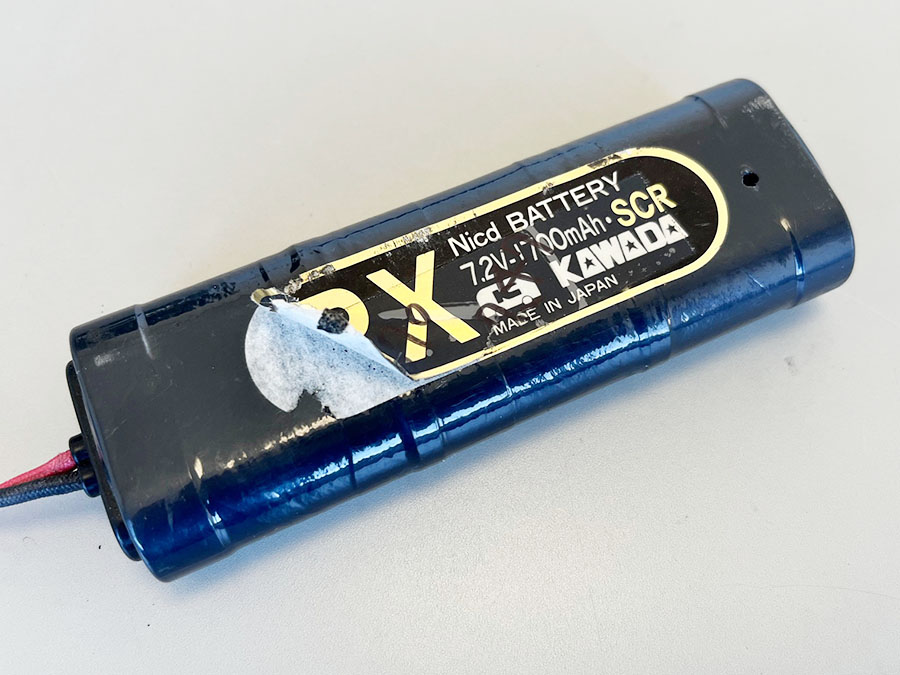 Nicd BATTERY
7.2V-1700mAh·SCR
X
KAWADA
MADE IN JAPAN